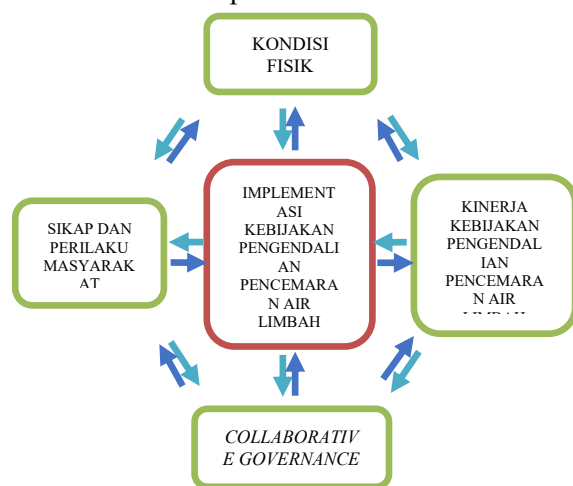 KONDISI
FISIK
IMPLEMENT
ASI
KEBIJAKAN
PENGENDALI
AN
PENCEMARA
N AIR
LIMBAH
SIKAP DAN
PERILAKU
MASYARAK
AT
KINERJA
KEBIJAKAN
PENGENDAL
IAN
PENCEMARA
N AIR
LIMBAH
COLLABORATIV
E GOVERNANCE